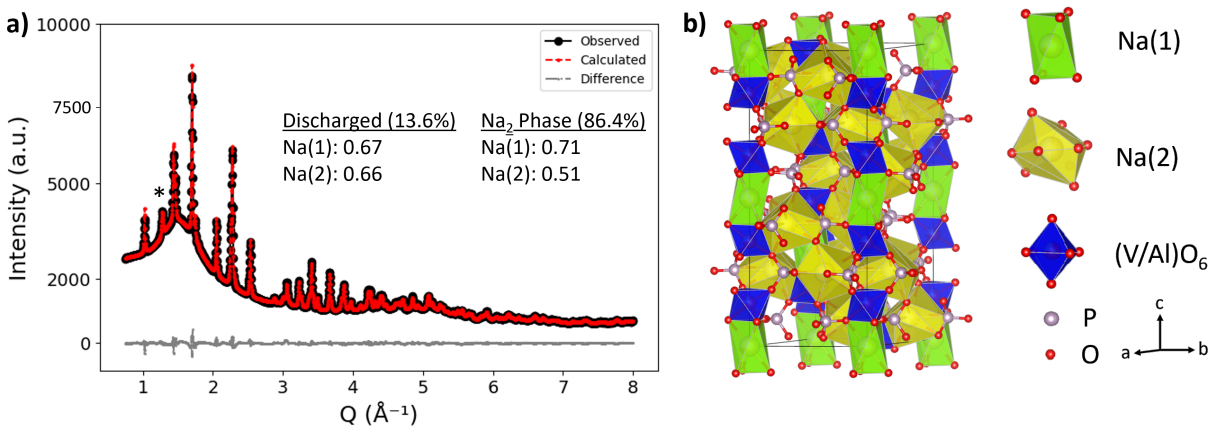 a)
10000
7500
5000
2000
0
Intensity (a.u.)
Observed
Calculated
Difference
Discharged (13.6%)
Na(1): 0.67
Na(2): 0.66
Na₂ Phase (86.4%)
Na(1): 0.71
Na(2): 0.51
*
1 2 3 4 5 6 7 8
Q (Å⁻¹)
b)
Na(1)
Na(2)
(V/Al)O₆
P
O
c
a
b